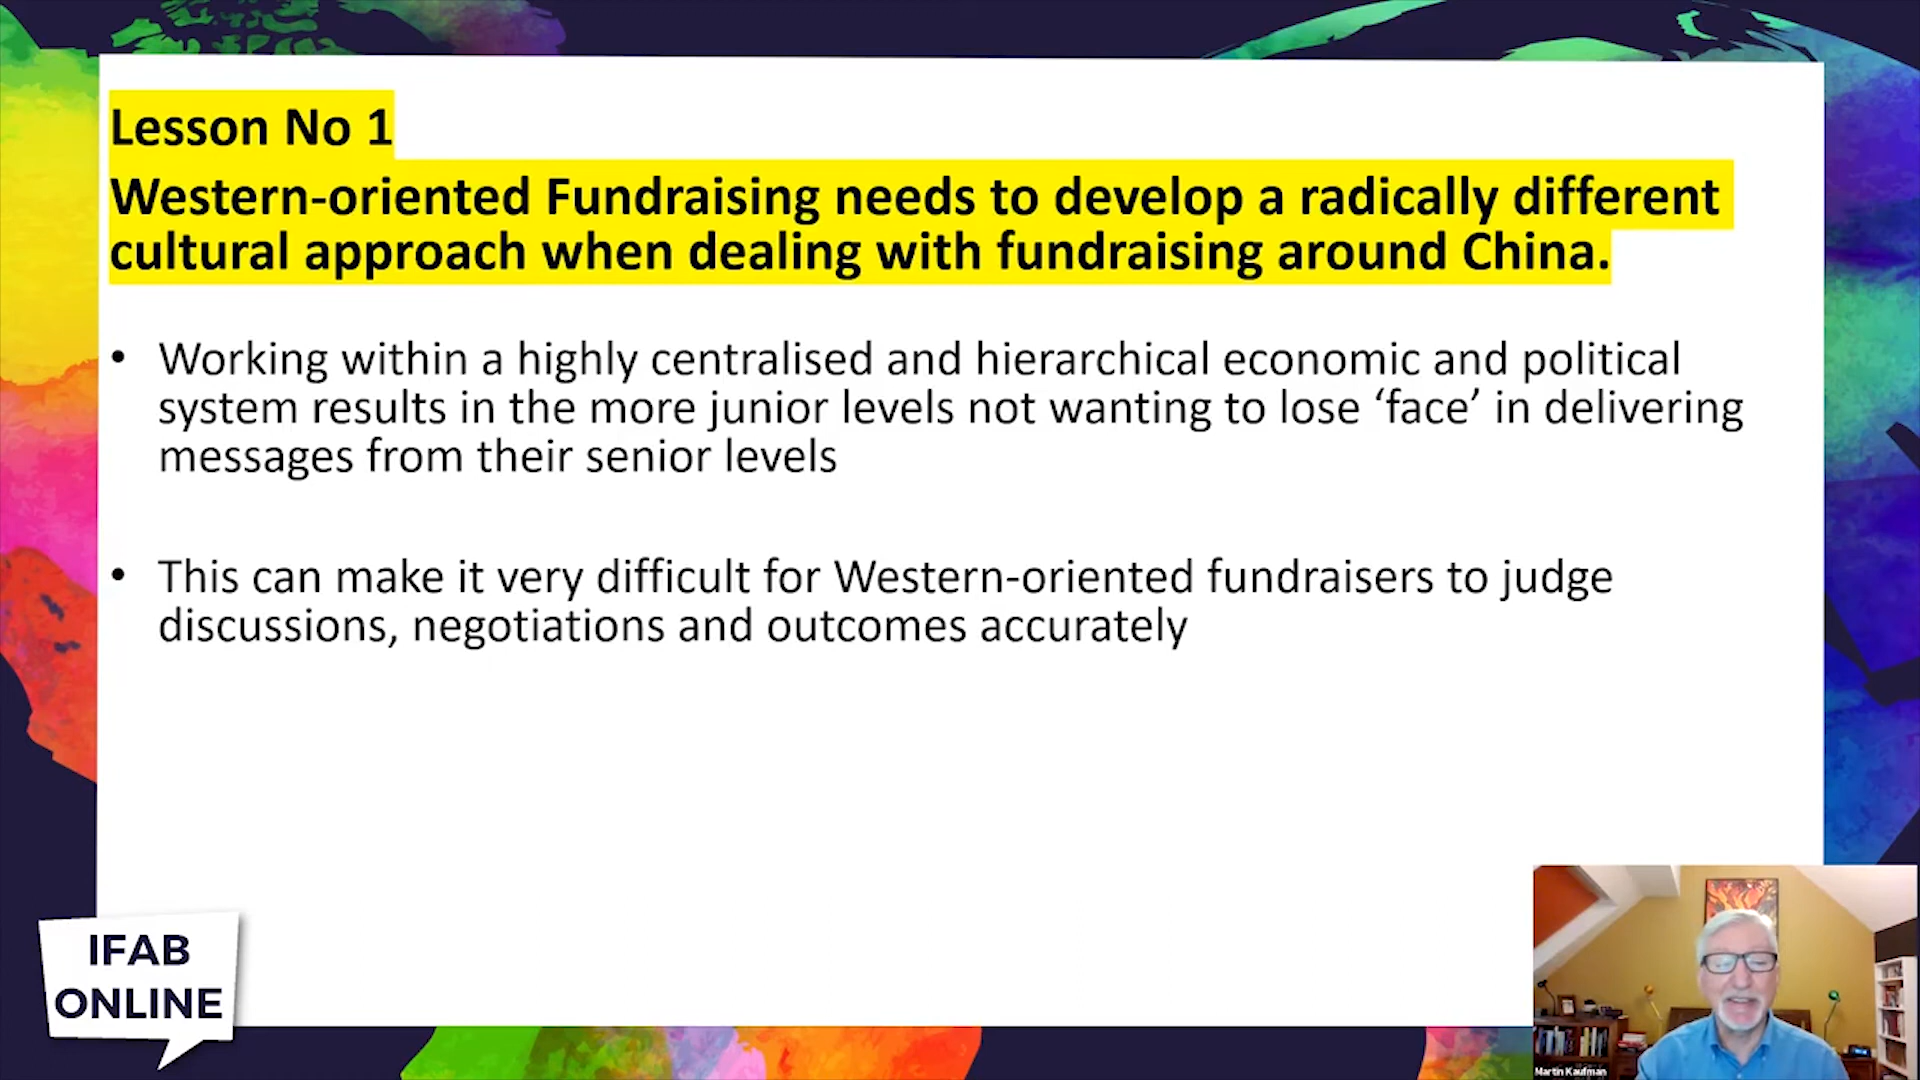 Lesson No 1
Western-oriented Fundraising needs to develop a radically different
cultural approach when dealing with fundraising around China.
• Working within a highly centralised and hierarchical economic and political
system results in the more junior levels not wanting to lose ‘face’ in delivering
messages from their senior levels
• This can make it very difficult for Western-oriented fundraisers to judge
discussions, negotiations and outcomes accurately
IFAB
ONLINE
Martin Kaufman